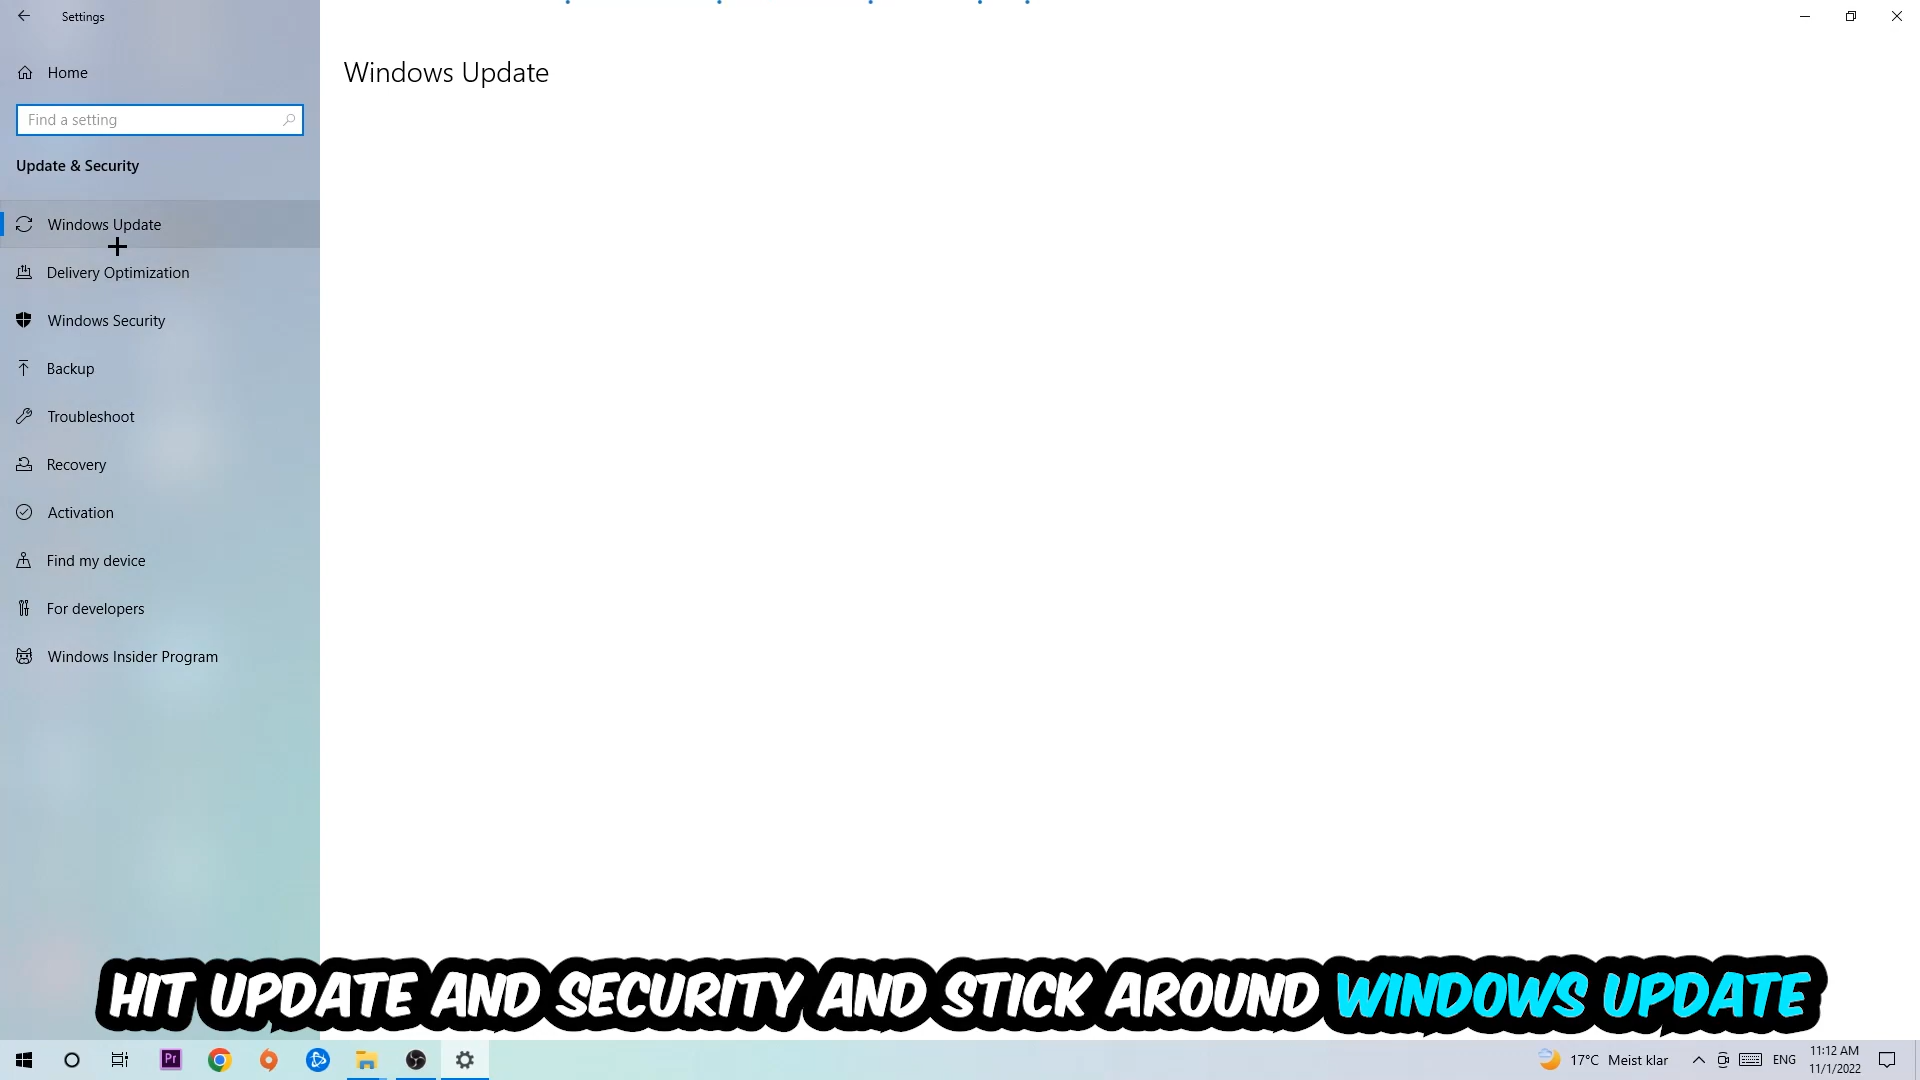 Settings
Home
Find a setting
Update & Security
Windows Update
Delivery Optimization
Windows Security
Backup
Troubleshoot
Recovery
Activation
Find my device
For developers
Windows Insider Program
Windows Update
HIT UPDATE AND SECURITY AND STICK AROUND WINDOWS UPDATE
Pr
17°C Meist klar
ENG
11:12 AM
11/1/2022